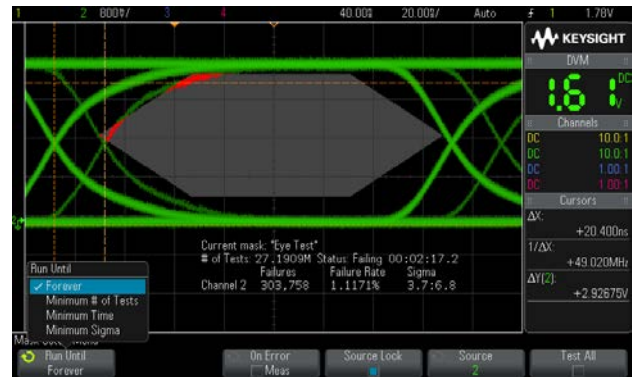 1 2 800▽/ 3 4 40.00s 20.00s/ Auto 1 1.78V
KEYSIGHT
DVM
DC
1.61 V
Channels
DC 10.0:1
DC 10.0:1
DC 1.00:1
DC 1.00:1
Cursors
ΔX:
+20.400ns
1/ΔX:
+49.020MHz
ΔY(2):
+2.92675V
Current mask: "Eye Test"
# of Tests: 27.1909M Status: Failing 00:02:17.2
Failures Failure Rate Sigma
Channel 2 303,758 1.1171% 3.7:6.8
Run Until
Forever
Minimum # of Tests
Minimum Time
Minimum Sigma
Run Until
Forever
On Error
Meas
Source Lock
Source
2
Test All